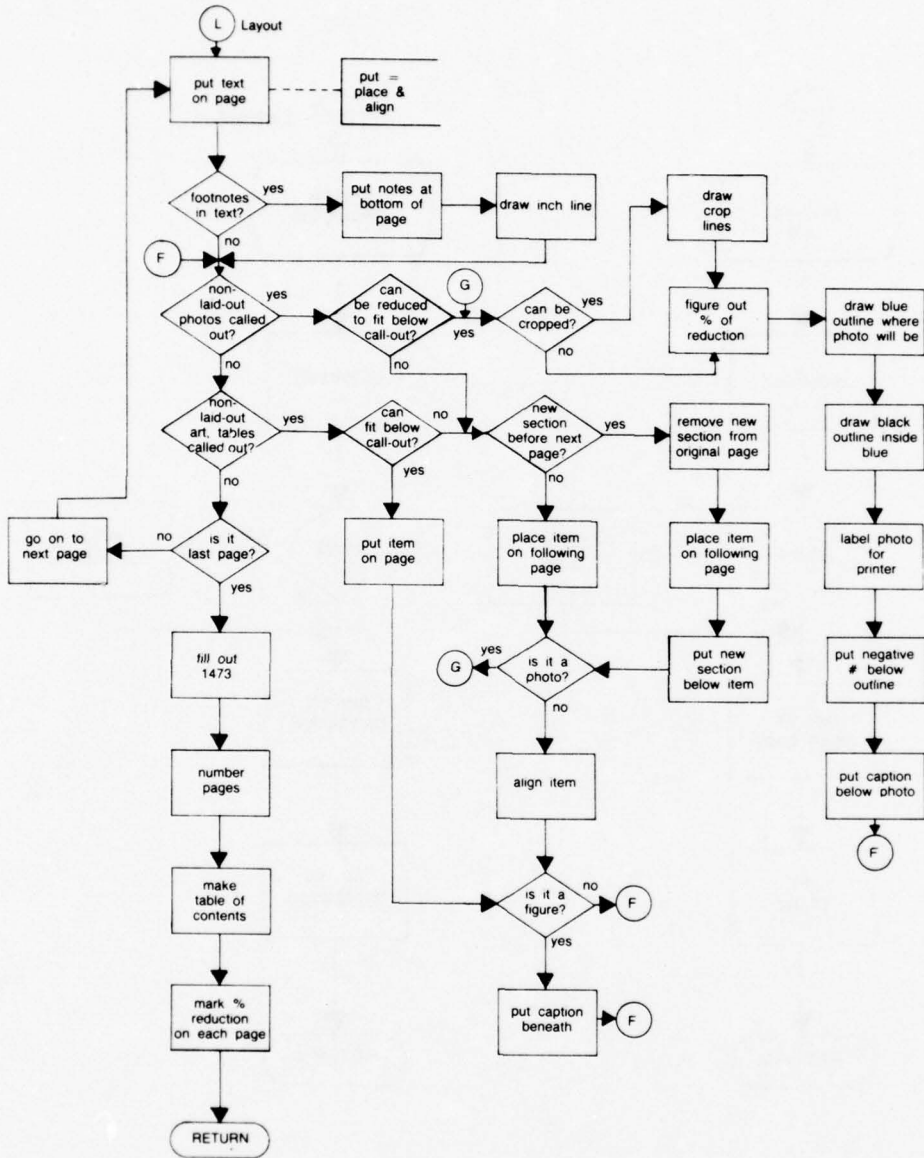 L Layout
put text
on page
put =
place &
align
footnotes
in text?
yes
no
put notes at
bottom of
page
draw inch line
draw
crop
lines
F
non-
laid-out
photos called
out?
yes
no
can
be reduced
to fit below
call-out?
yes
no
G
can be
cropped?
yes
no
figure out
% of
reduction
draw blue
outline where
photo will be
non-
laid-out
art, tables
called out?
yes
no
can
fit below
call-out?
no
yes
new
section
before next
page?
yes
no
remove new
section from
original page
draw black
outline inside
blue
go on to
next page
no
is it
last page?
yes
put item
on page
place item
on following
page
place item
on following
page
label photo
for
printer
fill out
1473
G
yes
is it a
photo?
no
put new
section
below item
put negative
# below
outline
number
pages
align item
put caption
below photo
F
make
table of
contents
is it a
figure?
no
F
yes
mark %
reduction
on each page
put caption
beneath
F
RETURN